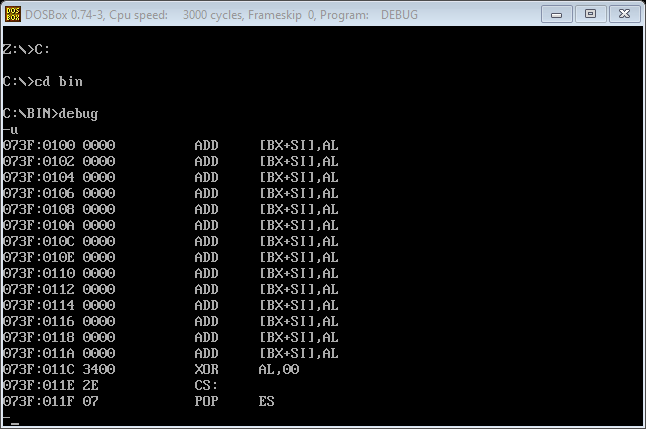 DOS BOX
DOSBox 0.74-3, Cpu speed: 3000 cycles, Frameskip 0, Program: DEBUG
Z:\>C:
C:\>cd bin
C:\BIN>debug
-u
073F:0100 0000 ADD [BX+SI],AL
073F:0102 0000 ADD [BX+SI],AL
073F:0104 0000 ADD [BX+SI],AL
073F:0106 0000 ADD [BX+SI],AL
073F:0108 0000 ADD [BX+SI],AL
073F:010A 0000 ADD [BX+SI],AL
073F:010C 0000 ADD [BX+SI],AL
073F:010E 0000 ADD [BX+SI],AL
073F:0110 0000 ADD [BX+SI],AL
073F:0112 0000 ADD [BX+SI],AL
073F:0114 0000 ADD [BX+SI],AL
073F:0116 0000 ADD [BX+SI],AL
073F:0118 0000 ADD [BX+SI],AL
073F:011A 0000 ADD [BX+SI],AL
073F:011C 3400 XOR AL,00
073F:011E 2E CS:
073F:011F 07 POP ES
-_